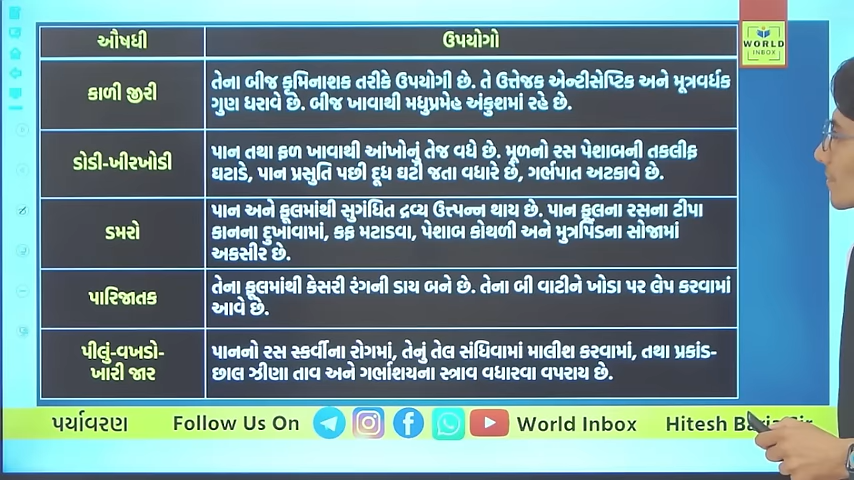 ઔષધી
ઉપયોગો
WORLD
INBOX
કાળી જીરી
તેના બીજ કૃમિનાશક તરીકે ઉપયોગી છે. તે ઉત્તેજક એન્ટીસેપ્ટિક અને મૂત્રવર્ધક
ગુણ ધરાવે છે. બીજ ખાવાથી મધુપ્રમેહ અંકુશમાં રહે છે.
ડોડી-ખીરખોડી
પાન તથા ફળ ખાવાથી આંખોનું તેજ વધે છે. મૂળનો રસ પેશાબની તકલીફ
ઘટાડે, પાન પ્રસુતિ પછી દૂધ ઘટી જતા વધારે છે, ગર્ભપાત અટકાવે છે.
ડમરો
પાન અને ફૂલમાંથી સુગંધિત દ્રવ્ય ઉત્પન્ન થાય છે. પાન ફૂલના રસના ટીપા
કાનના દુખાવામાં, કફ મટાડવા, પેશાબ કોથળી અને મુત્રપિંડના સોજામાં
અકસીર છે.
પારિજાતક
તેના ફૂલમાંથી કેસરી રંગની ડાય બને છે. તેના બી વાટીને ખોડા પર લેપ કરવામાં
આવે છે.
પીલું-વખડો-
ખારી જાર
પાનનો રસ સ્કર્વીના રોગમાં, તેનું તેલ સંધિવામાં માલીશ કરવામાં, તથા પ્રકાંડ-
છાલ ઝીણા તાવ અને ગર્ભાશયના સ્ત્રાવ વધારવા વપરાય છે.
પર્યાવરણ
Follow Us On
World Inbox
Hitesh